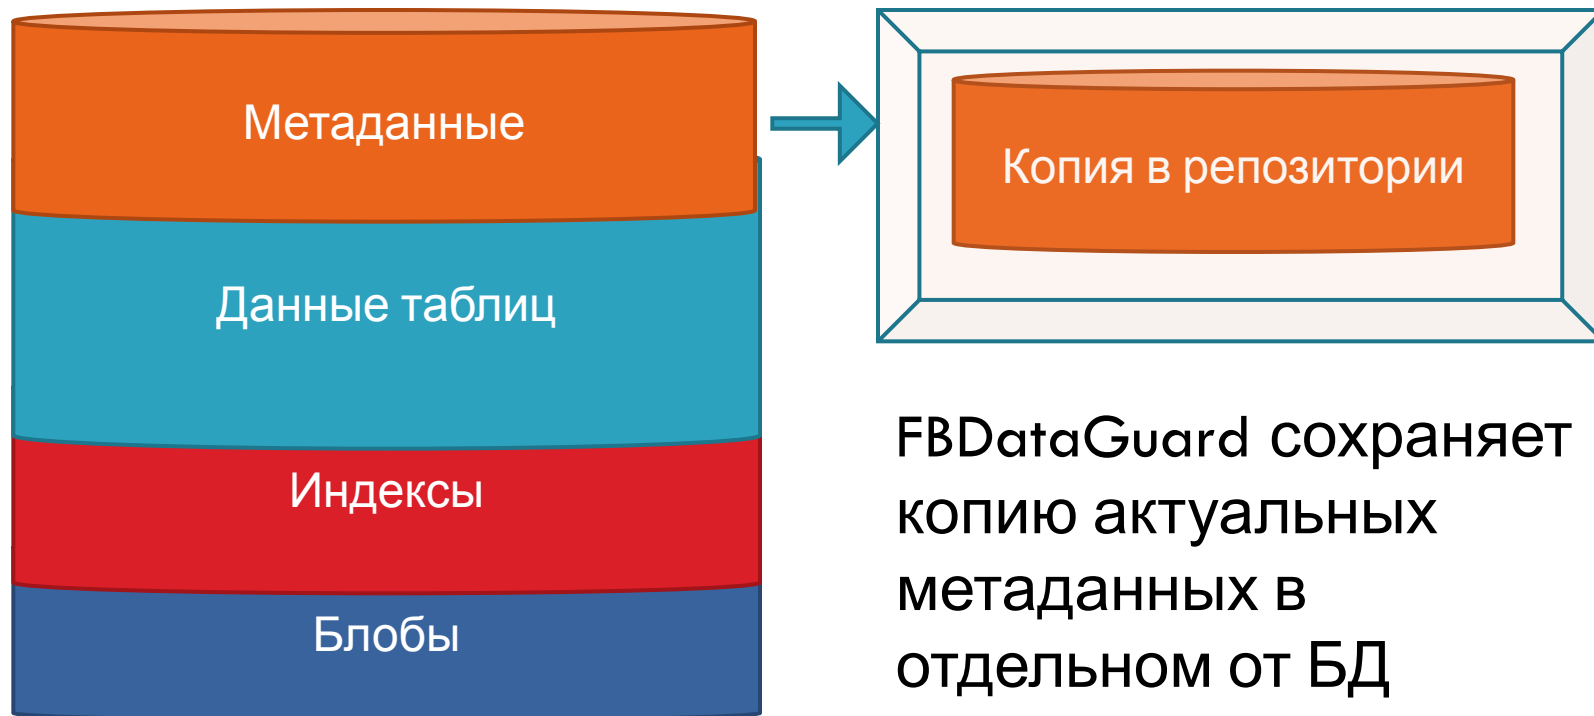 Метаданные
Данные таблиц
Индексы
Блобы
Копия в репозитории
FBDataGuard сохраняет
копию актуальных
метаданных в
отдельном от БД